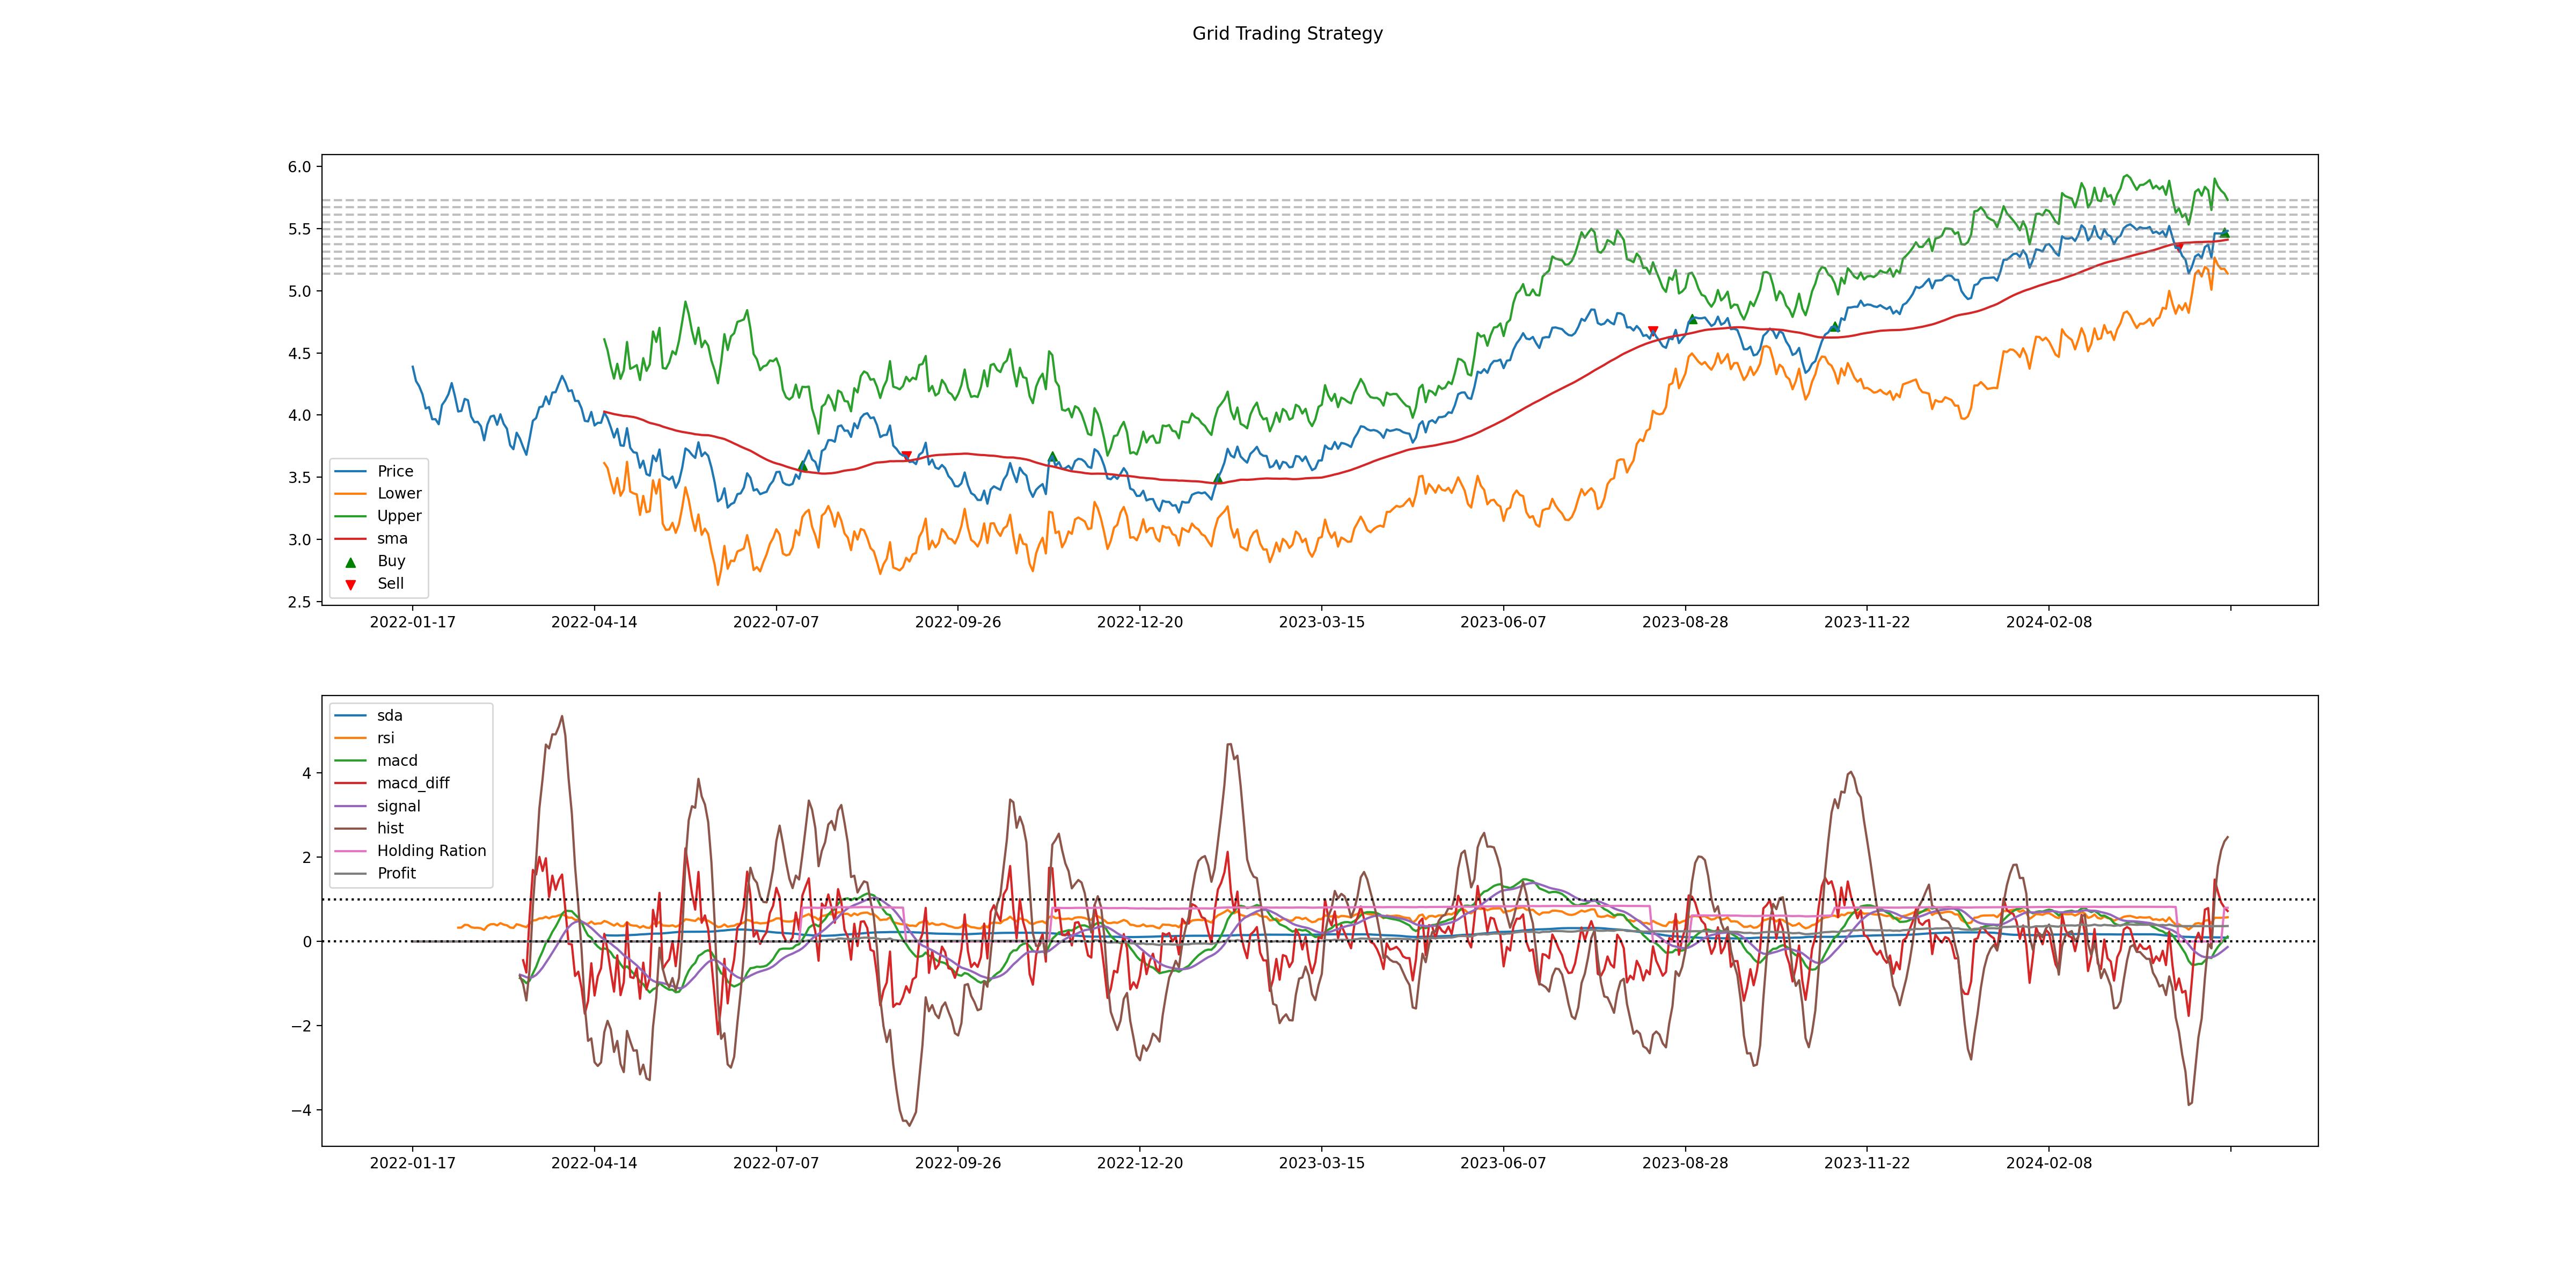 Grid Trading Strategy
6.0
5.5
5.0
4.5
4.0
3.5
3.0
2.5
Price
Lower
Upper
sma
Buy
Sell
2022-01-17 2022-04-14 2022-07-07 2022-09-26 2022-12-20 2023-03-15 2023-06-07 2023-08-28 2023-11-22 2024-02-08
sda
rsi
macd
macd_diff
signal
hist
Holding Ration
Profit
4
2
0
−2
−4
2022-01-17 2022-04-14 2022-07-07 2022-09-26 2022-12-20 2023-03-15 2023-06-07 2023-08-28 2023-11-22 2024-02-08